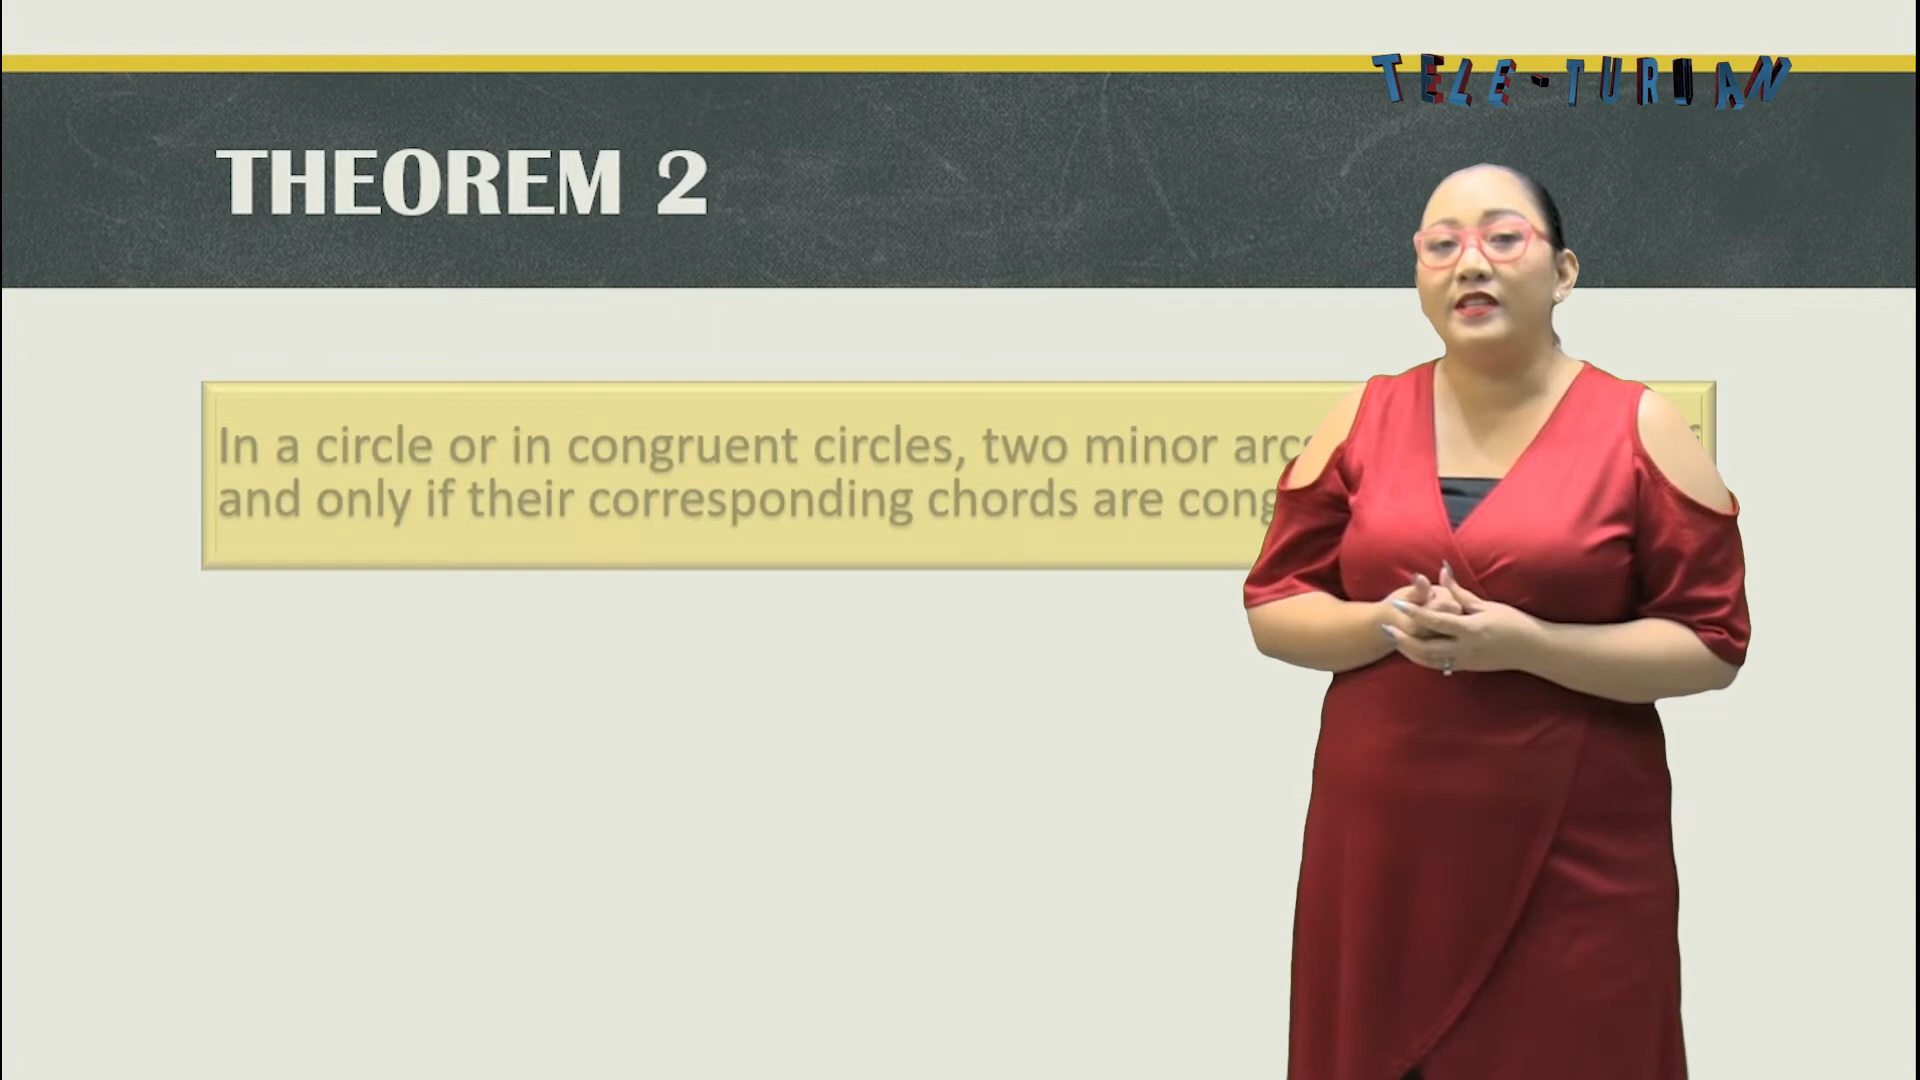 TELE-TURUAN
THEOREM 2
In a circle or in congruent circles, two minor arcs
and only if their corresponding chords are